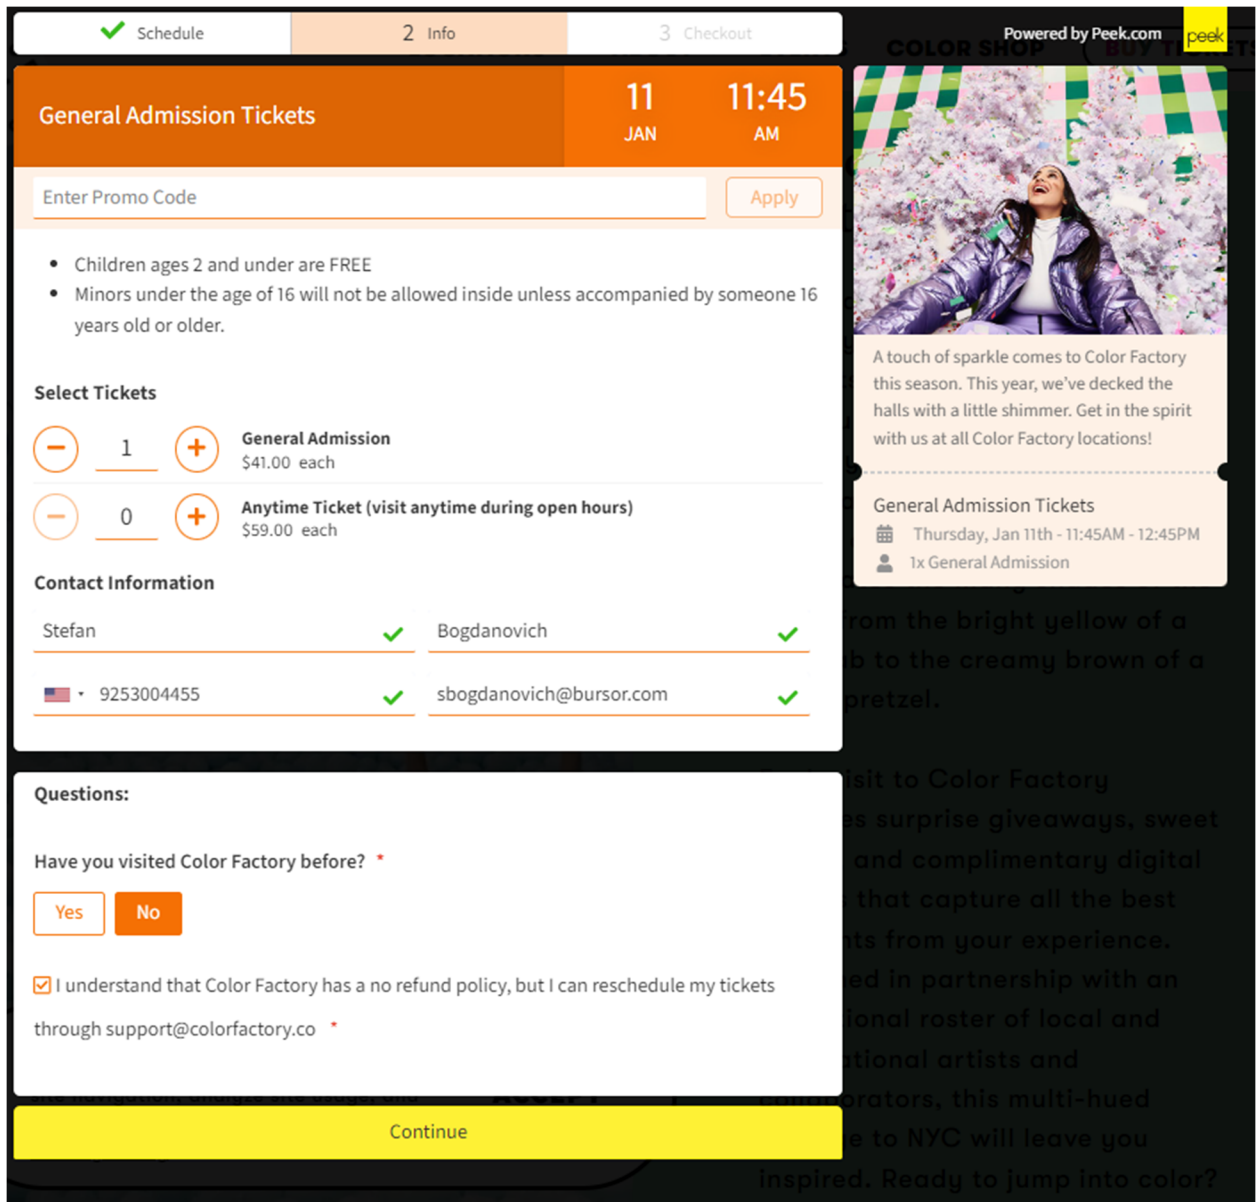 Schedule
2 Info
3 Checkout
Powered by Peek.com
peek
COLOR SHOP
General Admission Tickets
11
JAN
11:45
AM
Enter Promo Code
Apply
• Children ages 2 and under are FREE
• Minors under the age of 16 will not be allowed inside unless accompanied by someone 16
years old or older.
Select Tickets
1
General Admission
$41.00 each
0
Anytime Ticket (visit anytime during open hours)
$59.00 each
Contact Information
Stefan
Bogdanovich
9253004455
sbogdanovich@bursor.com
Questions:
Have you visited Color Factory before? *
Yes
No
I understand that Color Factory has a no refund policy, but I can reschedule my tickets
through support@colorfactory.co *
Continue
A touch of sparkle comes to Color Factory
this season. This year, we've decked the
halls with a little shimmer. Get in the spirit
with us at all Color Factory locations!
General Admission Tickets
Thursday, Jan 11th - 11:45AM - 12:45PM
1x General Admission
from the bright yellow of a
to the creamy brown of a
pretzel.
to Color Factory
surprise giveaways, sweet
and complimentary digital
that capture all the best
from your experience.
in partnership with an
roster of local and
artists and
this multi-hued
to NYC will leave you
inspired. Ready to jump into color?